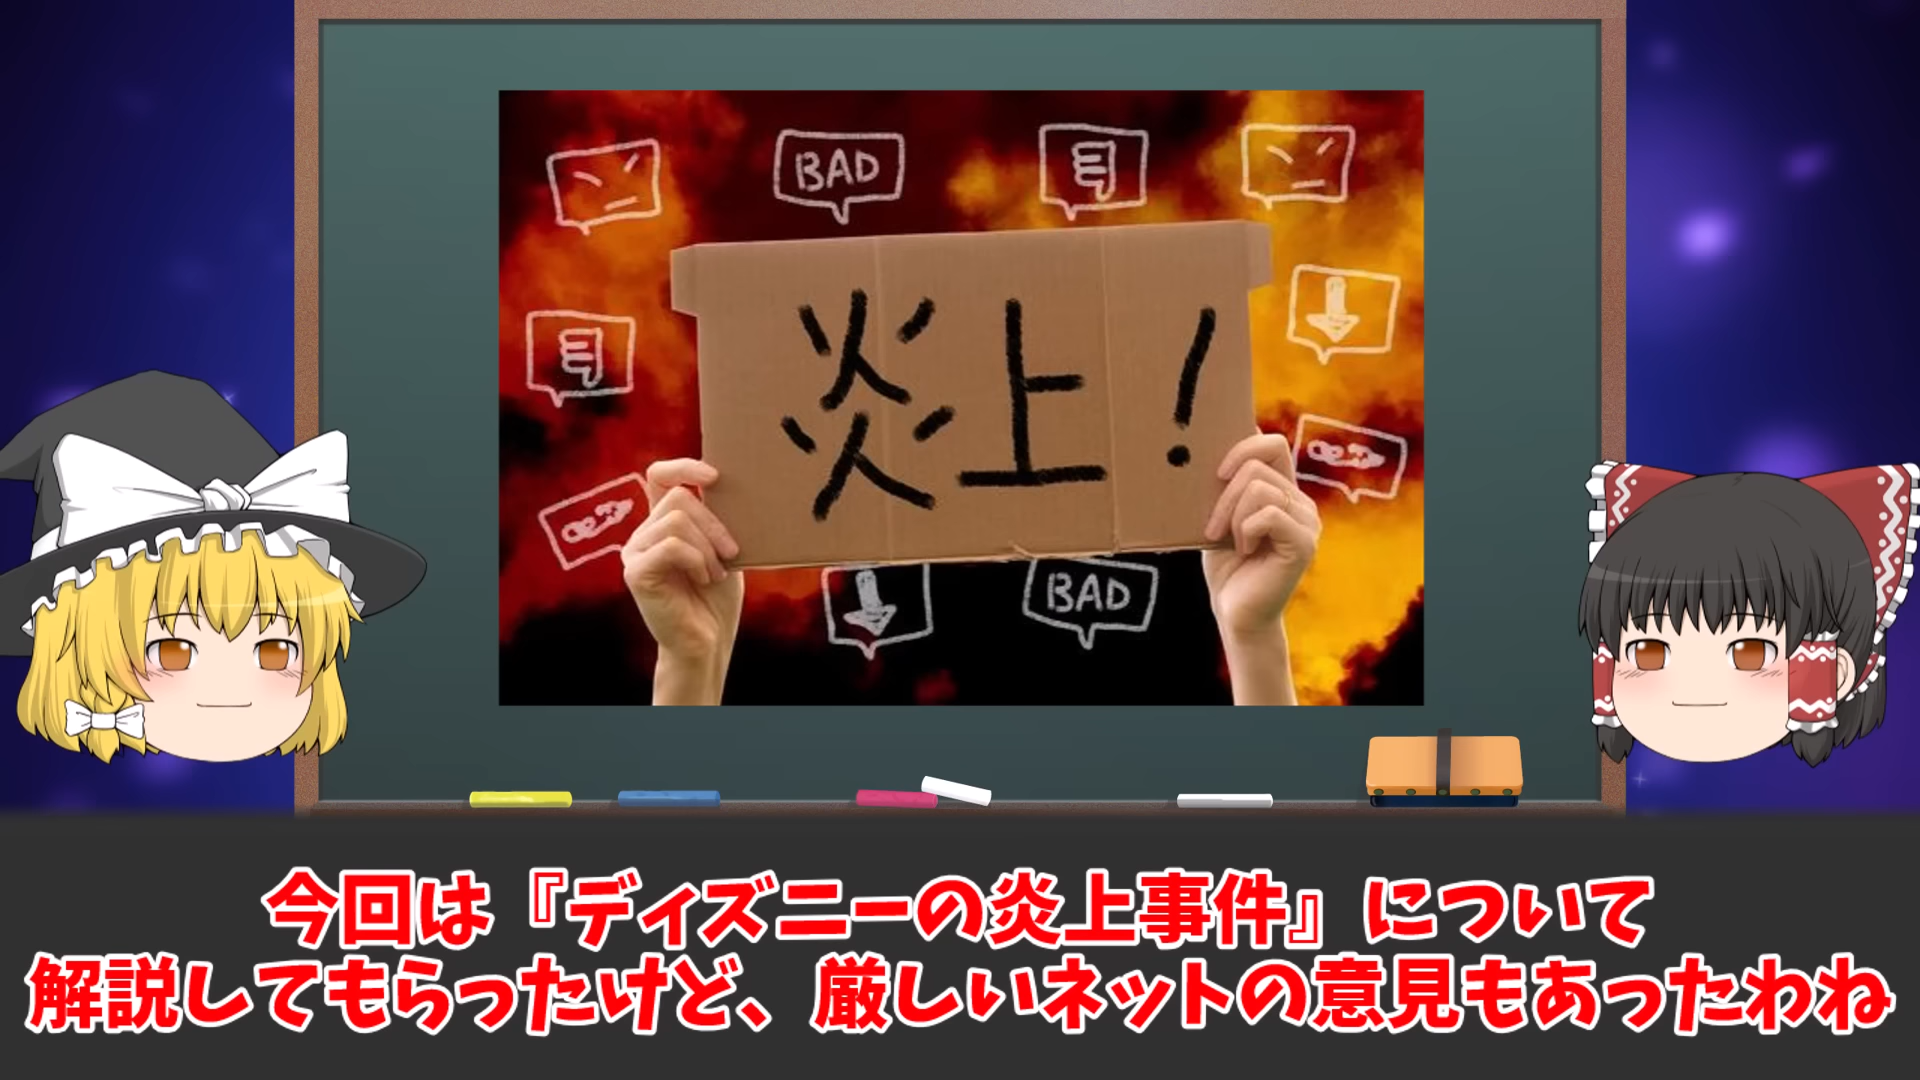 BAD
炎上!
BAD
今回は『ディズニーの炎上事件』について
解説してもらったけど、厳しいネットの意見もあったわね